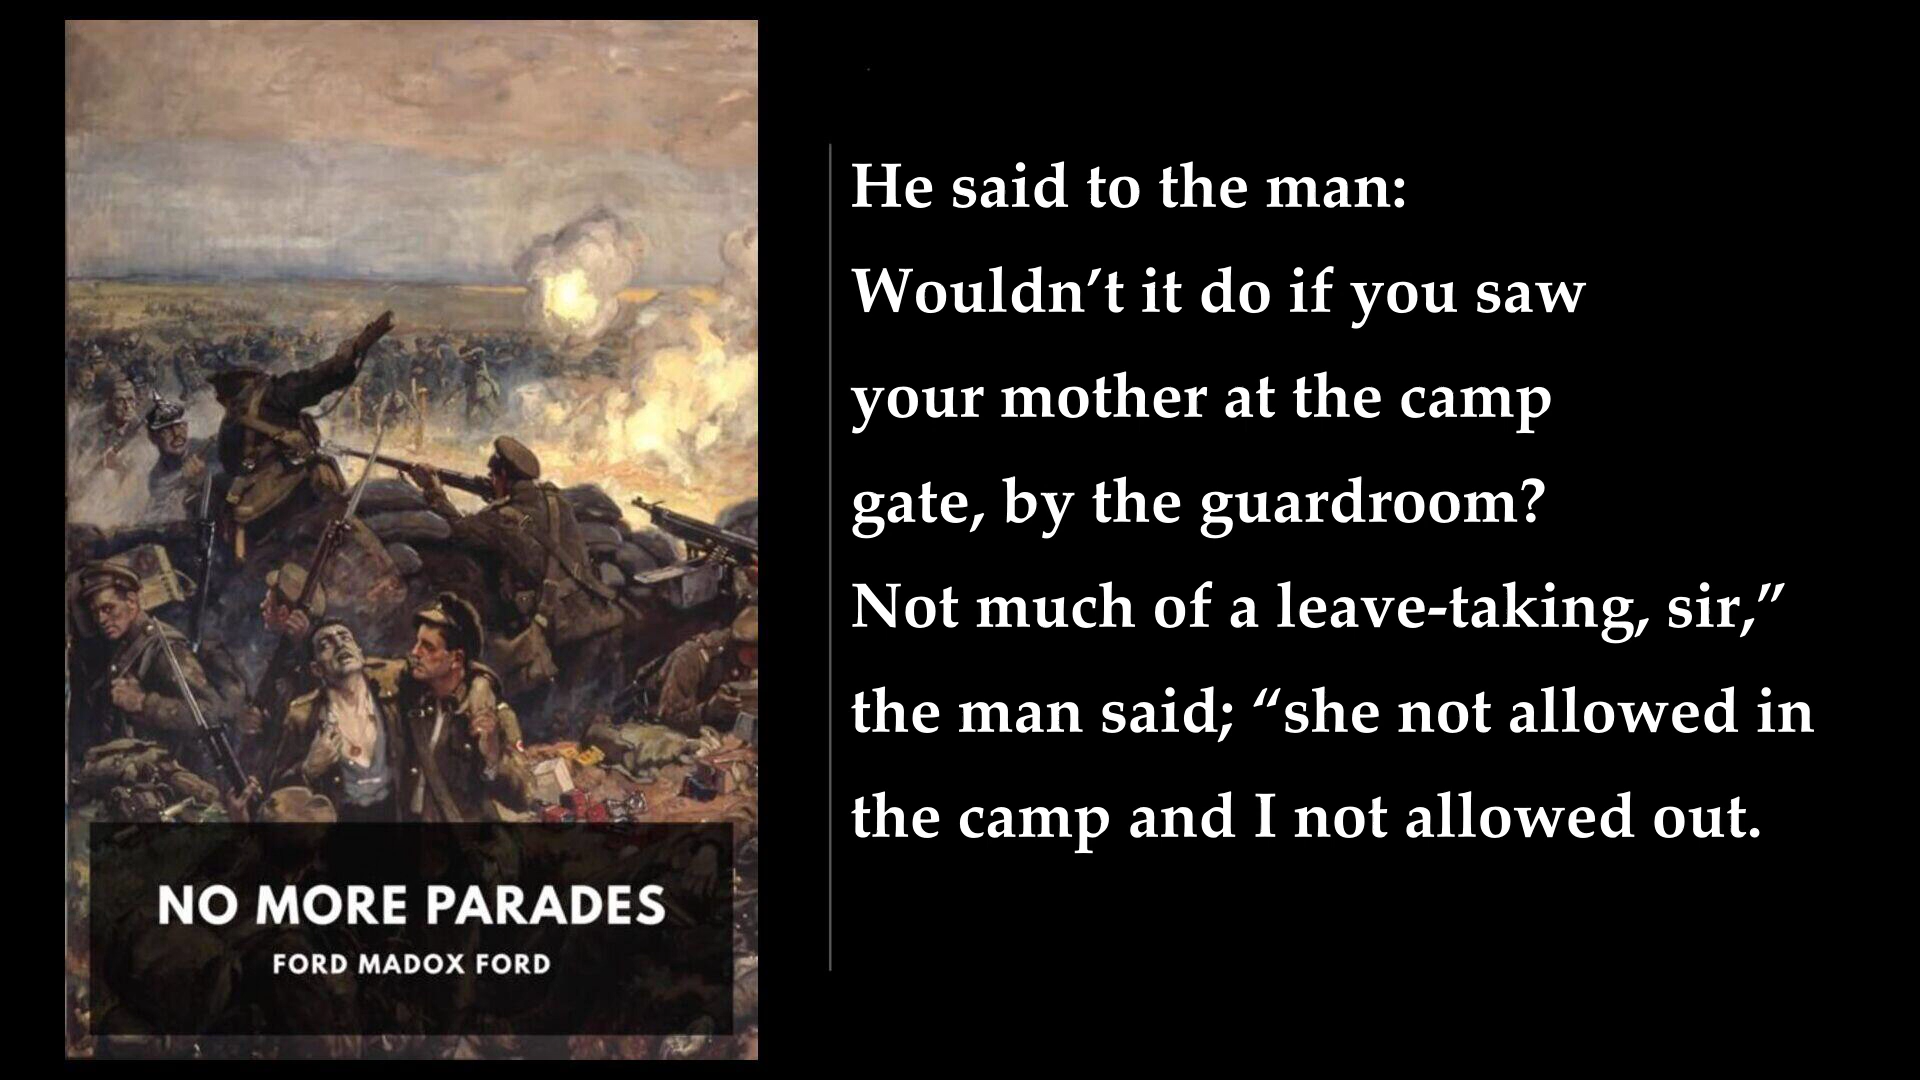 He said to the man:
Wouldn’t it do if you saw
your mother at the camp
gate, by the guardroom?
Not much of a leave-taking, sir,”
the man said; “she not allowed in
the camp and I not allowed out.
NO MORE PARADES
FORD MADOX FORD